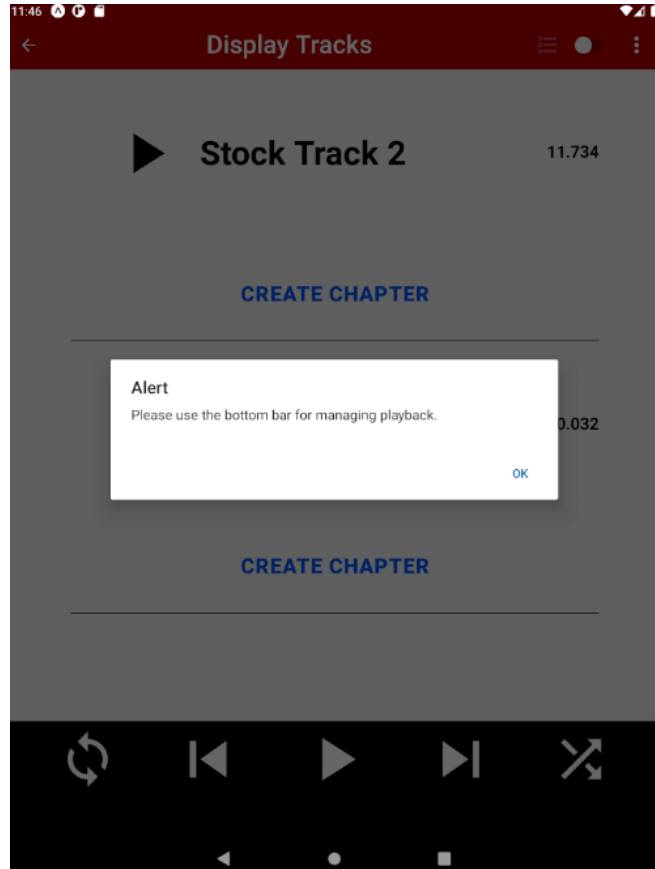 11:46
Display Tracks
Stock Track 2 11.734
CREATE CHAPTER
Alert
Please use the bottom bar for managing playback.
0.032
OK
CREATE CHAPTER